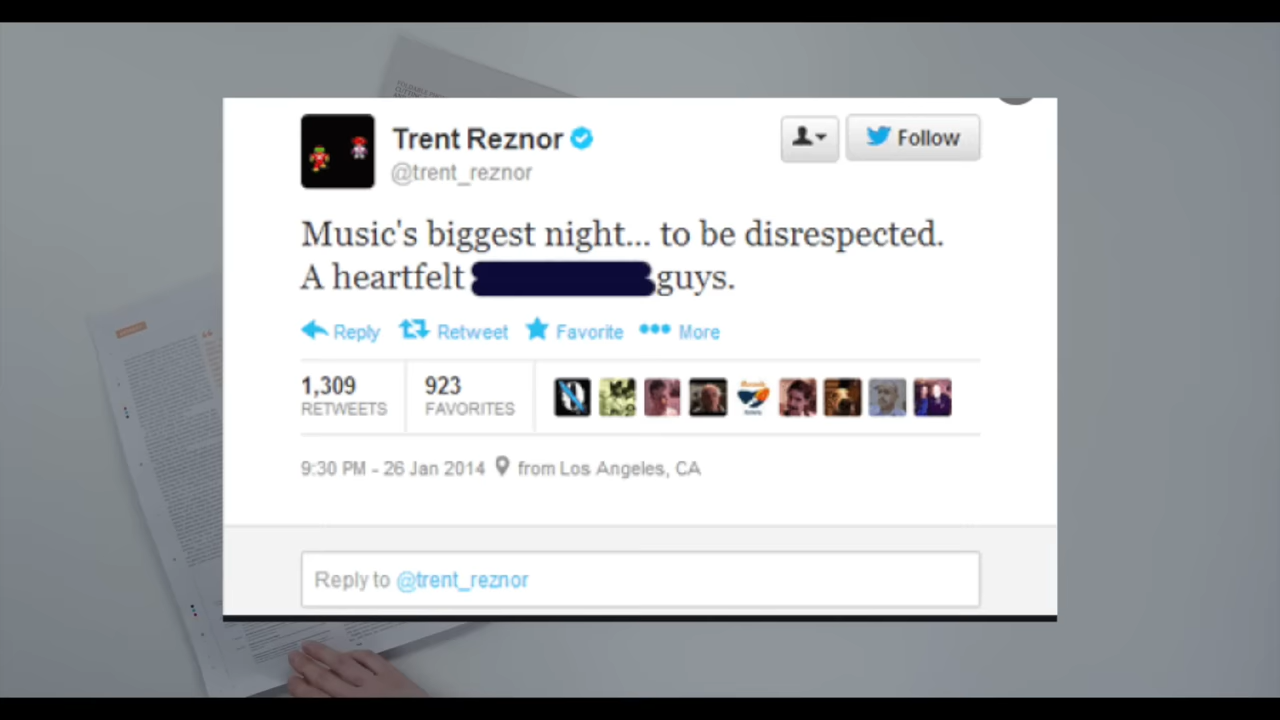 Trent Reznor
@trent_reznor
Follow
Music's biggest night... to be disrespected.
A heartfelt guys.
Reply Retweet Favorite More
1,309 923
RETWEETS FAVORITES
9:30 PM - 26 Jan 2014 from Los Angeles, CA
Reply to @trent_reznor